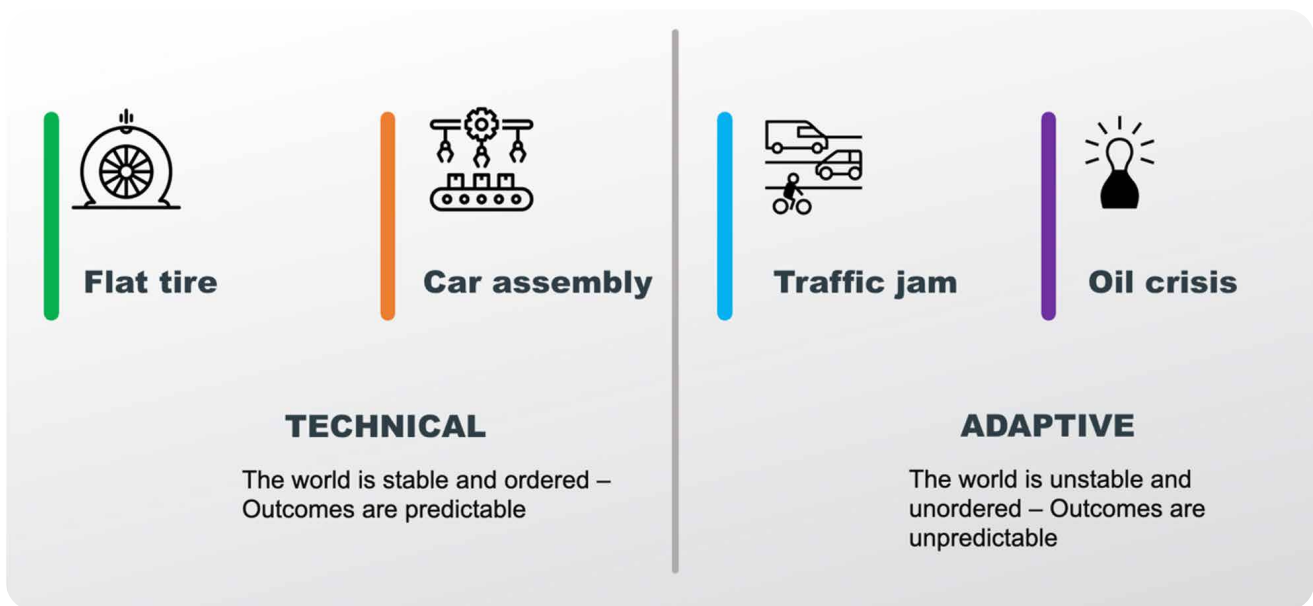 Flat tire
Car assembly
Traffic jam
Oil crisis
TECHNICAL
The world is stable and ordered –
Outcomes are predictable
ADAPTIVE
The world is unstable and
unordered – Outcomes are
unpredictable